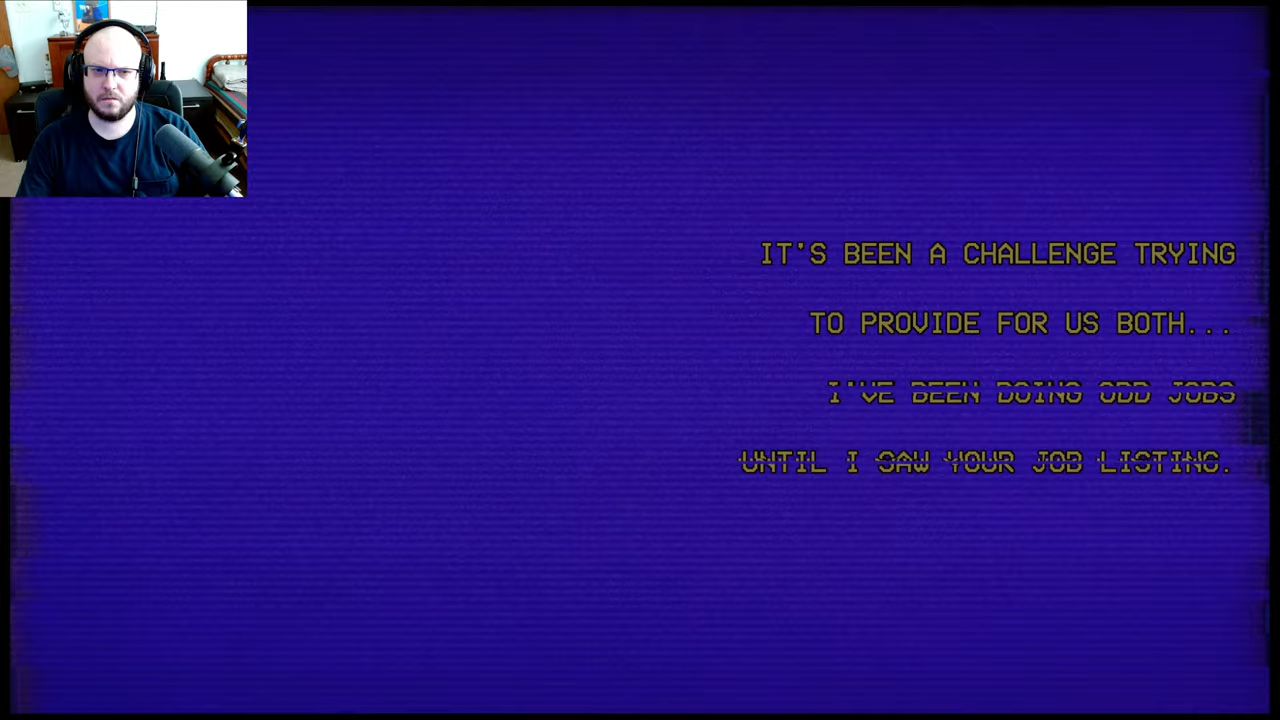 IT'S BEEN A CHALLENGE TRYING
TO PROVIDE FOR US BOTH...
I'VE BEEN DOING ODD JOBS
UNTIL I SAW YOUR JOB LISTING.